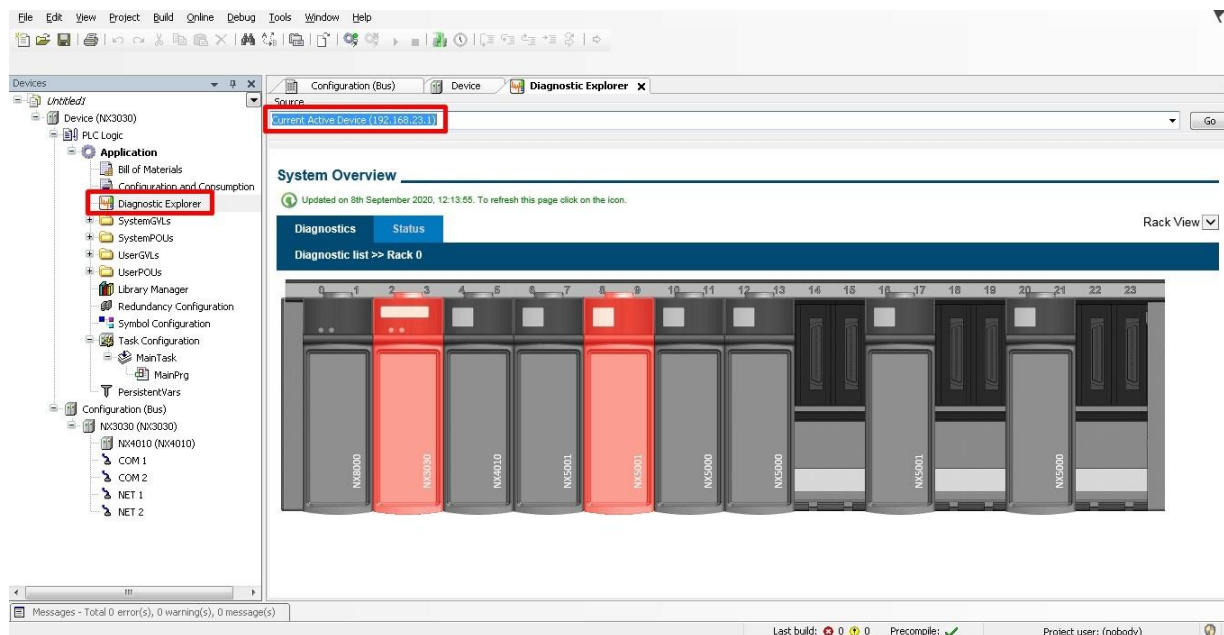 File Edit View Project Build Online Debug Tools Window Help
Devices
Configuration (Bus) Device Diagnostic Explorer
Untitled1
Device (NX3030)
PLC Logic
Application
Bill of Materials
Configuration and Consumption
Diagnostic Explorer
SystemGVLs
SystemPOUs
UserGVLs
UserPOUs
Library Manager
Redundancy Configuration
Symbol Configuration
Task Configuration
MainTask
MainPrg
PersistentVars
Configuration (Bus)
NX3030 (NX3030)
NX4010 (NX4010)
COM 1
COM 2
NET 1
NET 2
Source
Current Active Device (192.168.23.1)
Go
System Overview
Updated on 8th September 2020, 12:13:55. To refresh this page click on the icon.
Diagnostics Status
Rack View
Diagnostic list >> Rack 0
0 1 2 3 4 5 6 7 8 9 10 11 12 13 14 15 16 17 18 19 20 21 22 23
NX8000
NX3030
NX4010
NX5001
NX5001
NX5000
NX5000
NX5001
NX5000
Messages - Total 0 error(s), 0 warning(s), 0 message(s)
Last build: 0 0 Precompile: Project user: (nobody)